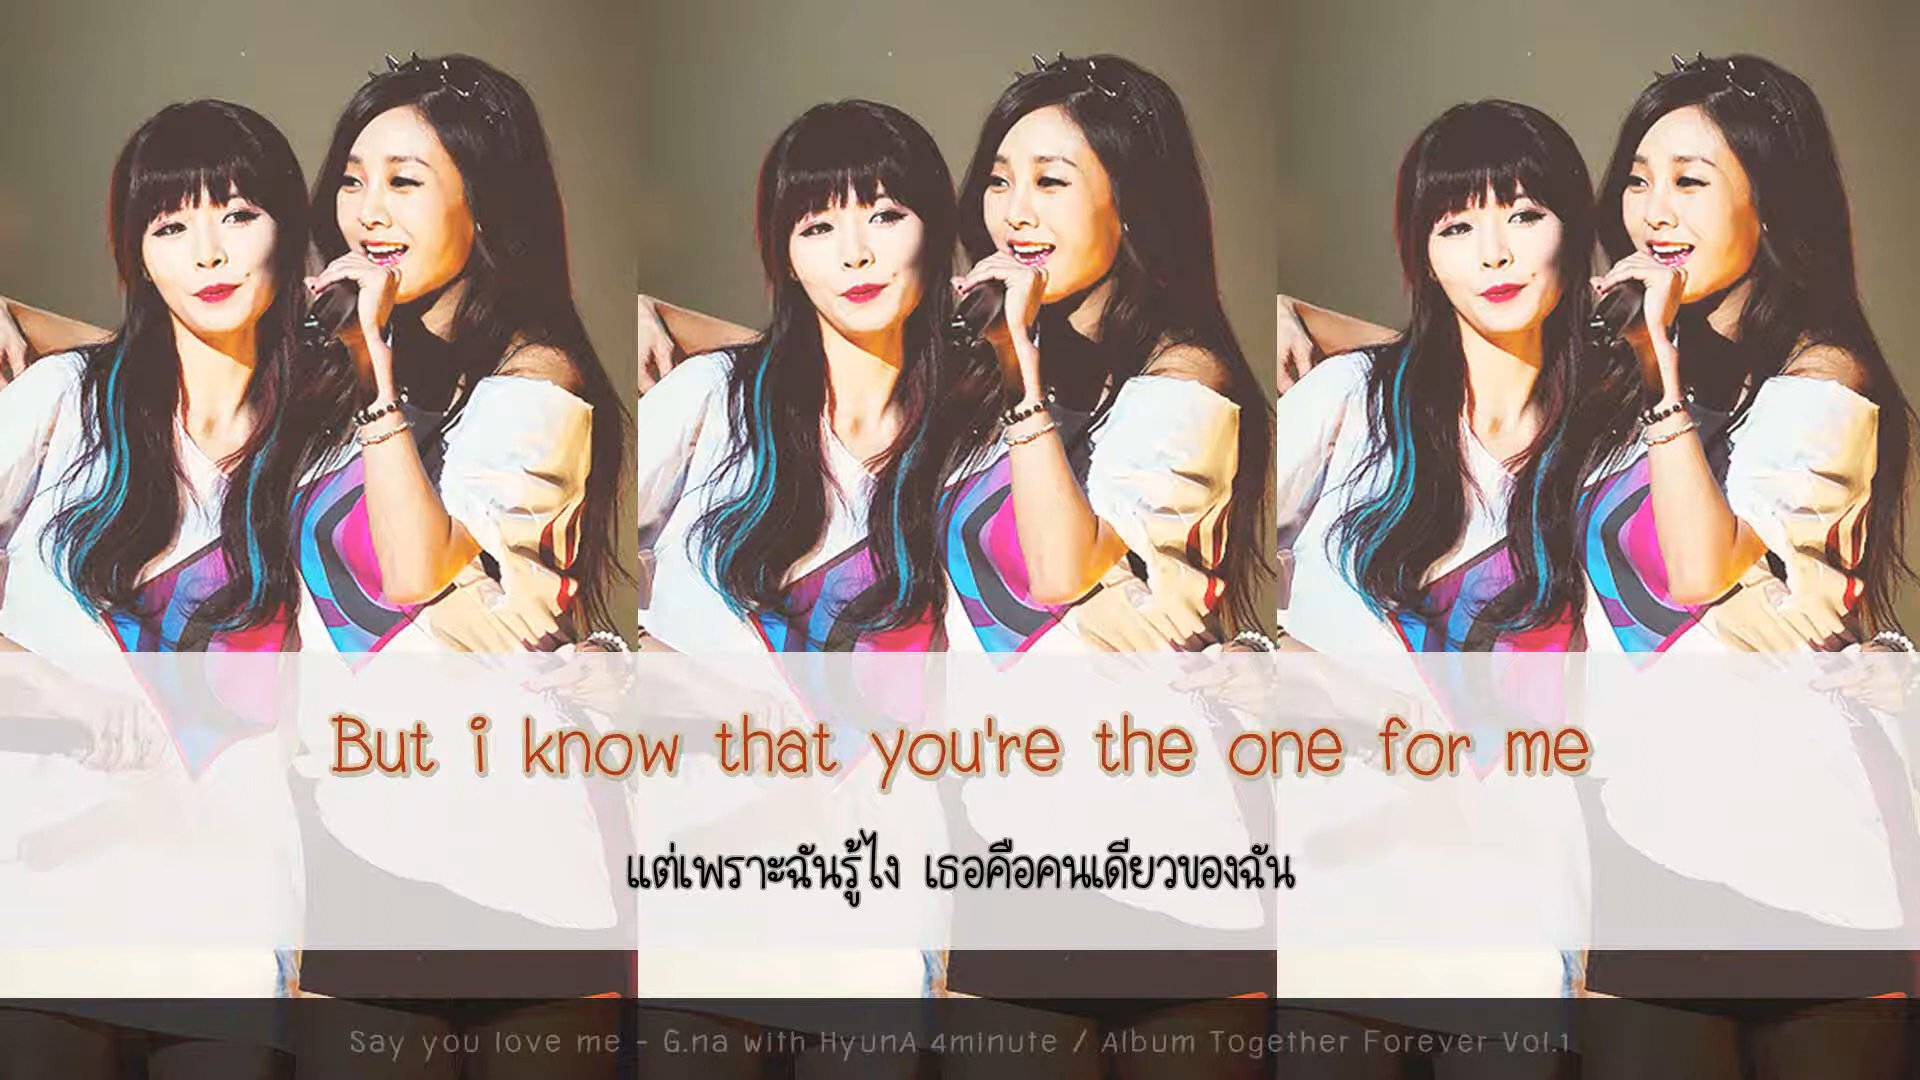 But i know that you're the one for me
แต่เพราะฉันรู้ไง เธอคือคนเดียวของฉัน
Say you love me - G.na with HyunA 4minute / Album Together Forever Vol.1